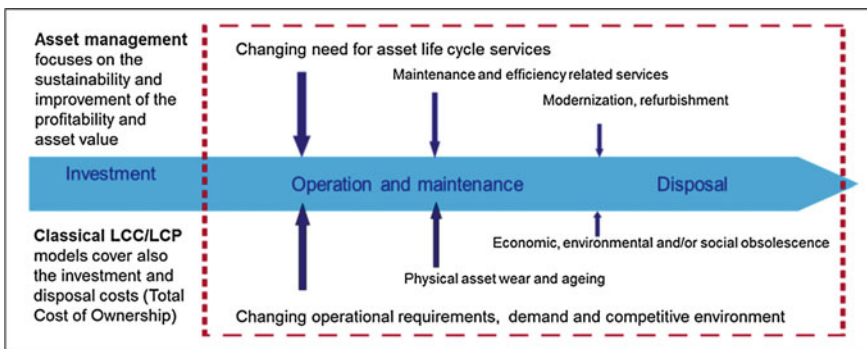 Asset management
focuses on the
sustainability and
improvement of the
profitability and
asset value
Changing need for asset life cycle services
Maintenance and efficiency related services
Modernization, refurbishment
Investment
Operation and maintenance
Disposal
Classical LCC/LCP
models cover also
the investment and
disposal costs (Total
Cost of Ownership)
Economic, environmental and/or social obsolescence
Physical asset wear and ageing
Changing operational requirements, demand and competitive environment